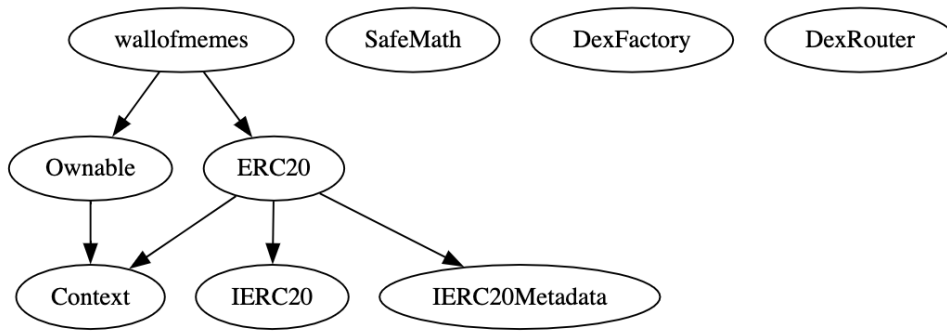 wallofmemes
SafeMath
DexFactory
DexRouter
Ownable
ERC20
Context
IERC20
IERC20Metadata